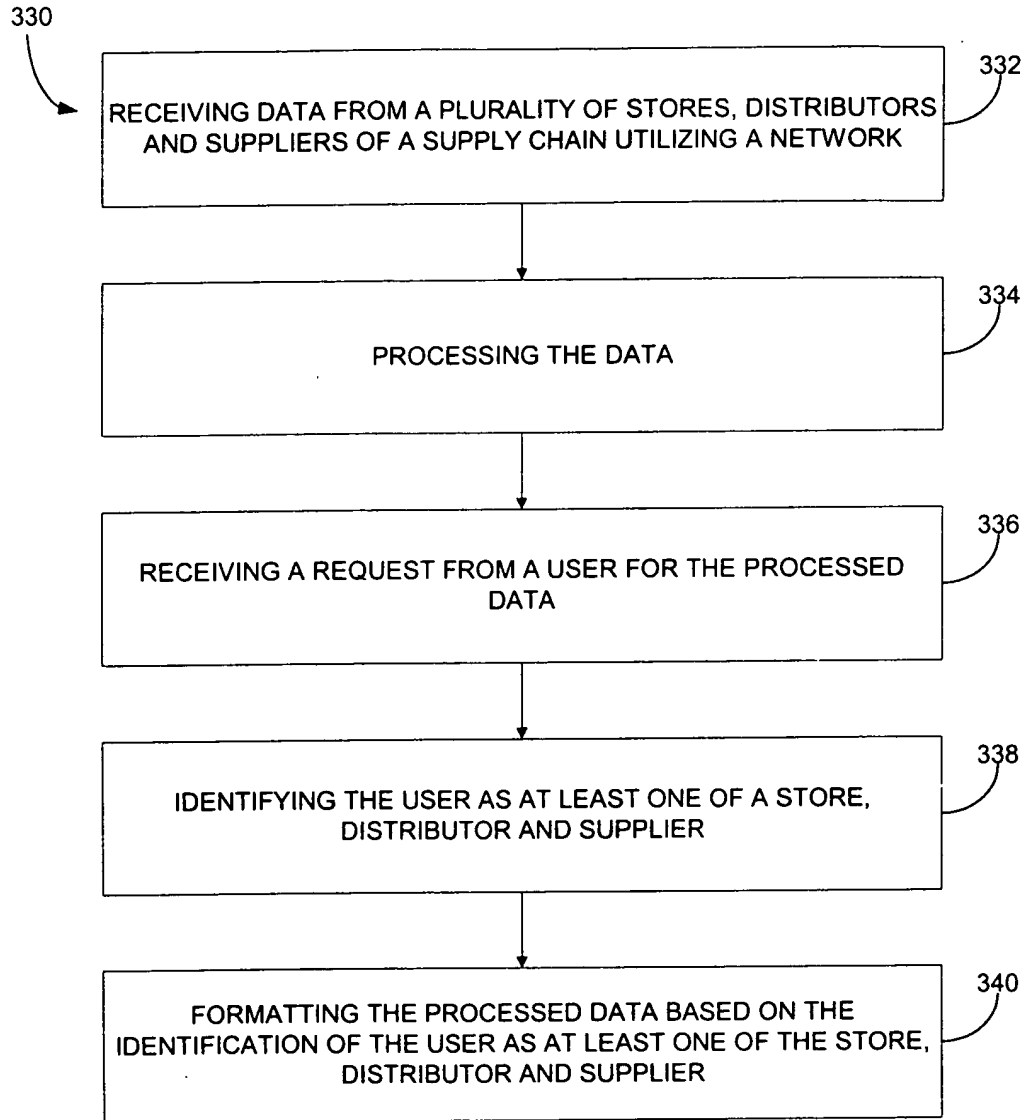 330
332
RECEIVING DATA FROM A PLURALITY OF STORES, DISTRIBUTORS
AND SUPPLIERS OF A SUPPLY CHAIN UTILIZING A NETWORK
334
PROCESSING THE DATA
336
RECEIVING A REQUEST FROM A USER FOR THE PROCESSED
DATA
338
IDENTIFYING THE USER AS AT LEAST ONE OF A STORE,
DISTRIBUTOR AND SUPPLIER
340
FORMATTING THE PROCESSED DATA BASED ON THE
IDENTIFICATION OF THE USER AS AT LEAST ONE OF THE STORE,
DISTRIBUTOR AND SUPPLIER